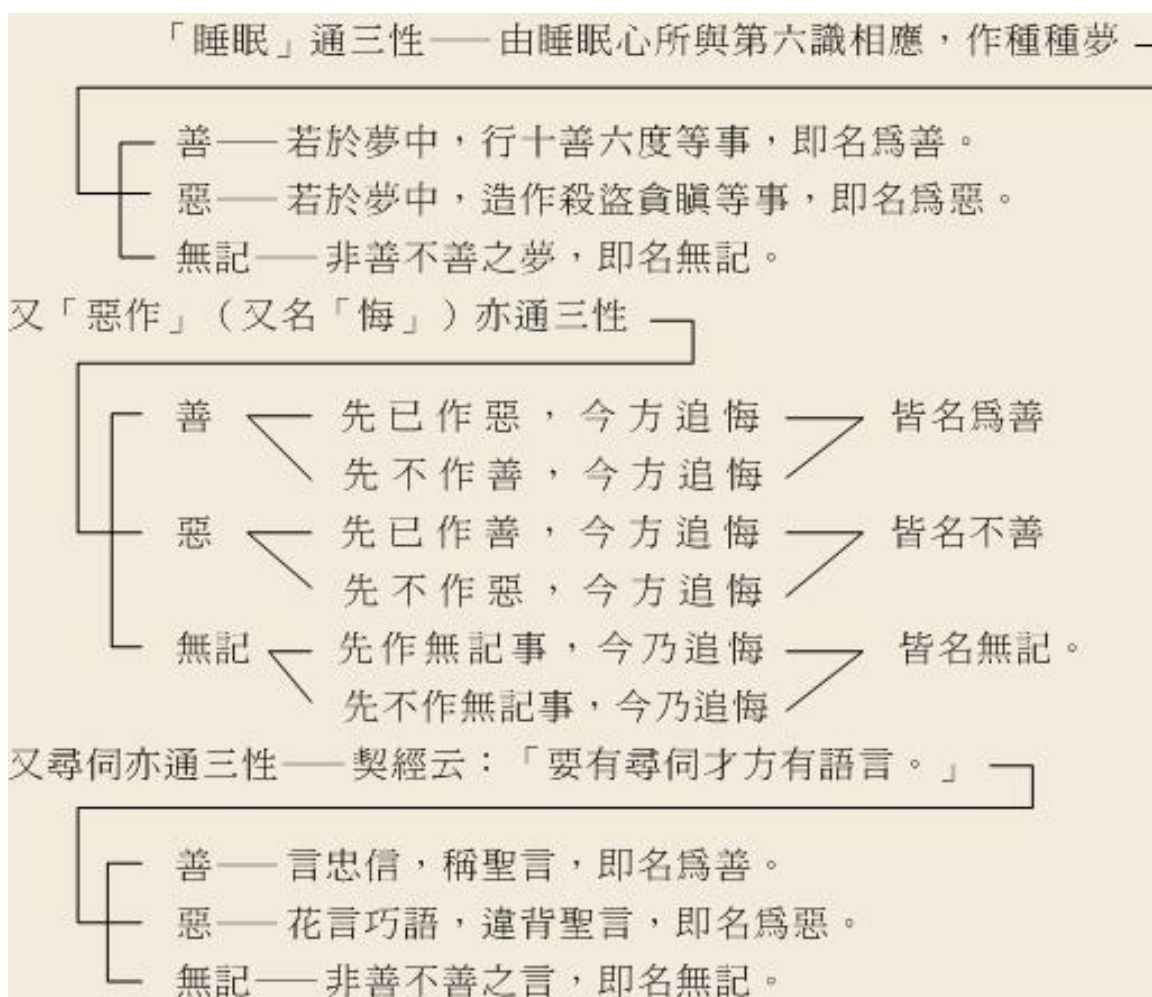 「睡眠」通三性──由睡眠心所與第六識相應，作種種夢
善──若於夢中，行十善六度等事，即名爲善。
惡──若於夢中，造作殺盜貪瞋等事，即名爲惡。
無記──非善不善之夢，即名無記。
又「惡作」（又名「悔」）亦通三性
善 先已作惡，今方追悔 皆名爲善
先不作善，今方追悔
惡 先已作善，今方追悔 皆名不善
先不作惡，今方追悔
無記 先作無記事，今乃追悔 皆名無記。
先不作無記事，今乃追悔
又尋伺亦通三性──契經云：「要有尋伺才方有語言。」
善──言忠信，稱聖言，即名爲善。
惡──花言巧語，違背聖言，即名爲惡。
無記──非善不善之言，即名無記。